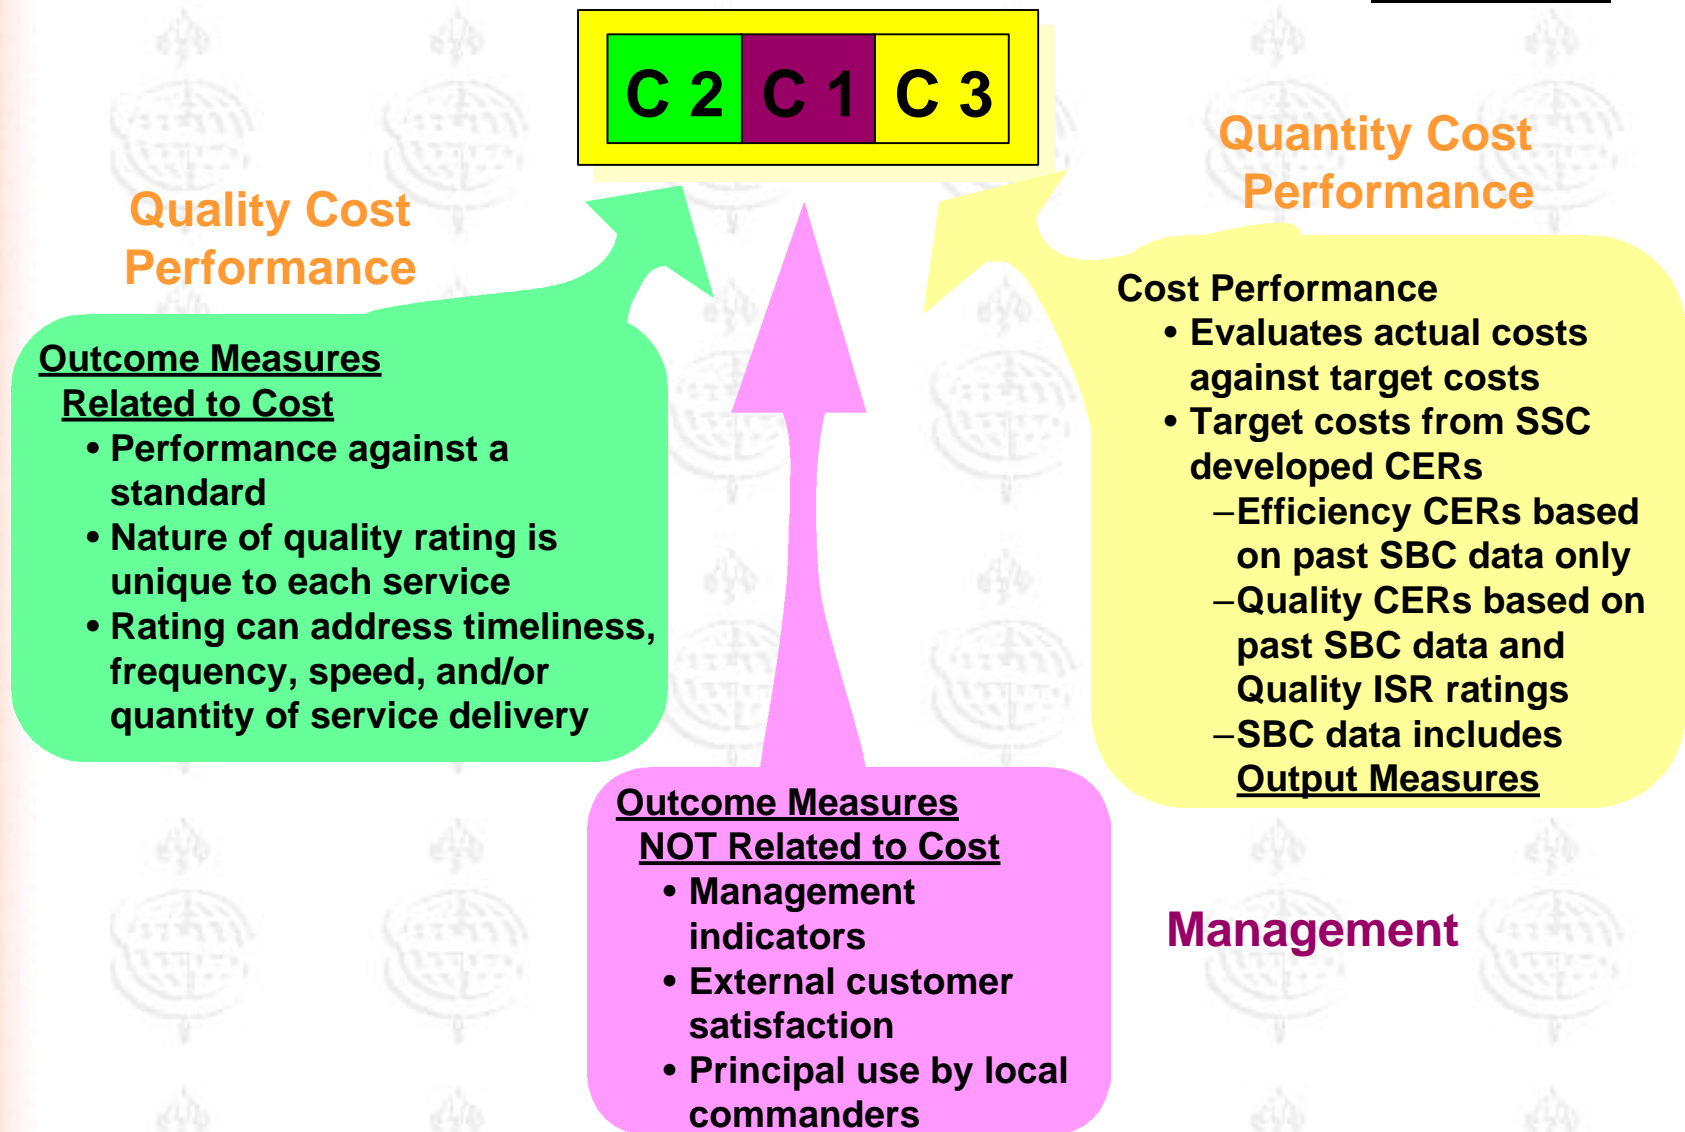 C 2 C 1 C 3
Quality Cost
Performance
Outcome Measures
Related to Cost
• Performance against a
standard
• Nature of quality rating is
unique to each service
• Rating can address timeliness,
frequency, speed, and/or
quantity of service delivery
Outcome Measures
NOT Related to Cost
• Management
indicators
• External customer
satisfaction
• Principal use by local
commanders
Quantity Cost
Performance
Cost Performance
• Evaluates actual costs
against target costs
• Target costs from SSC
developed CERs
–Efficiency CERs based
on past SBC data only
–Quality CERs based on
past SBC data and
Quality ISR ratings
–SBC data includes
Output Measures
Management